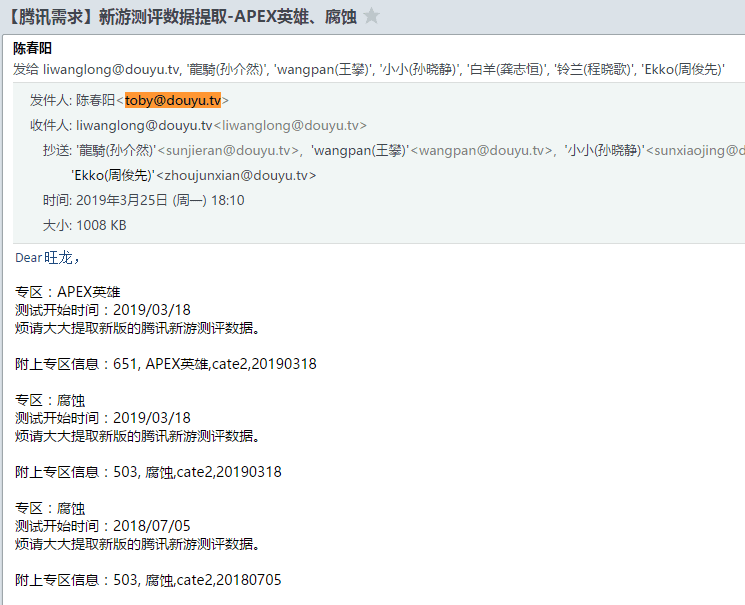 【腾讯需求】新游测评数据提取-APEX英雄、腐蚀
陈春阳
发给 liwanglong@douyu.tv, '龍騎(孙介然)', 'wangpan(王攀)', '小小(孙晓静)', '白羊(龚志恒)', '铃兰(程晓歌)', 'Ekko(周俊先)'
发件人: 陈春阳<toby@douyu.tv>
收件人: liwanglong@douyu.tv<liwanglong@douyu.tv>
抄送: '龍騎(孙介然)'<sunjieran@douyu.tv>, 'wangpan(王攀)'<wangpan@douyu.tv>, '小小(孙晓静)'<sunxiaojing@d
'Ekko(周俊先)'<zhoujunxian@douyu.tv>
时间: 2019年3月25日 (周一) 18:10
大小: 1008 KB
Dear旺龙，
专区：APEX英雄
测试开始时间：2019/03/18
烦请大大提取新版的腾讯新游测评数据。
附上专区信息：651, APEX英雄,cate2,20190318
专区：腐蚀
测试开始时间：2019/03/18
烦请大大提取新版的腾讯新游测评数据。
附上专区信息：503, 腐蚀,cate2,20190318
专区：腐蚀
测试开始时间：2018/07/05
烦请大大提取新版的腾讯新游测评数据。
附上专区信息：503, 腐蚀,cate2,20180705